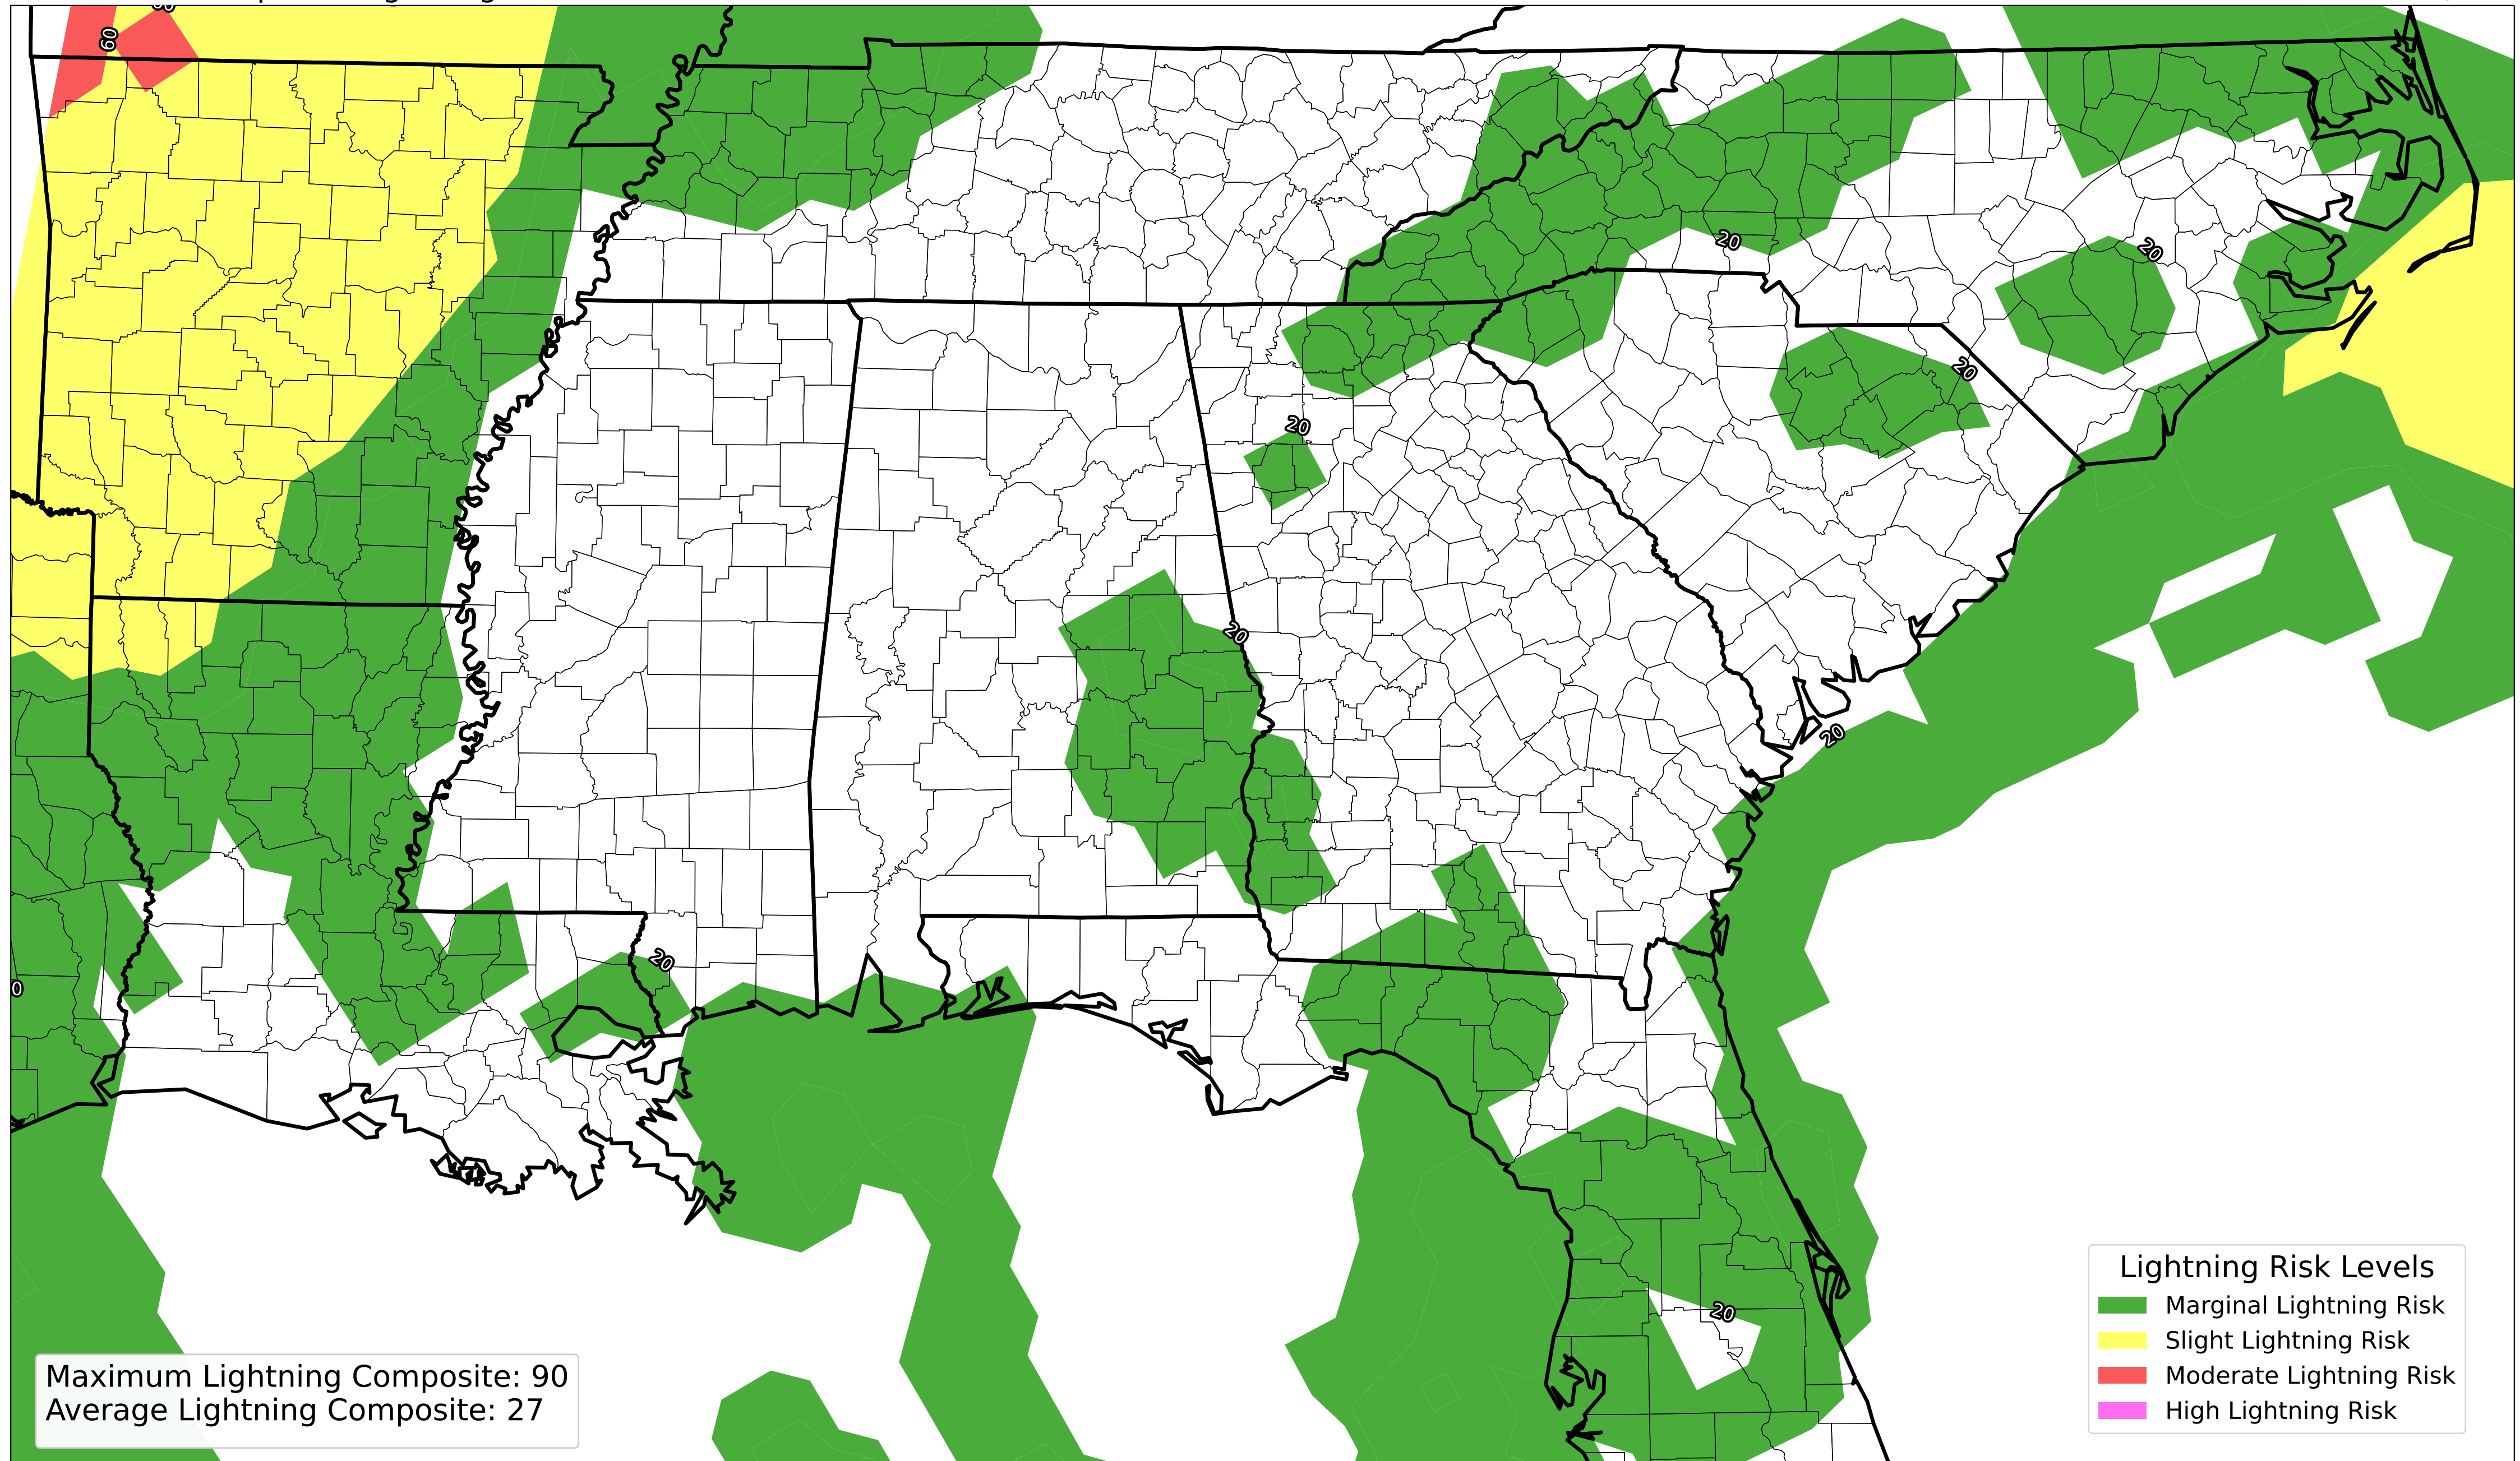 60
20
20
20
20
20
20
20
20
Maximum Lightning Composite: 90
Average Lightning Composite: 27
Lightning Risk Levels
Marginal Lightning Risk
Slight Lightning Risk
Moderate Lightning Risk
High Lightning Risk